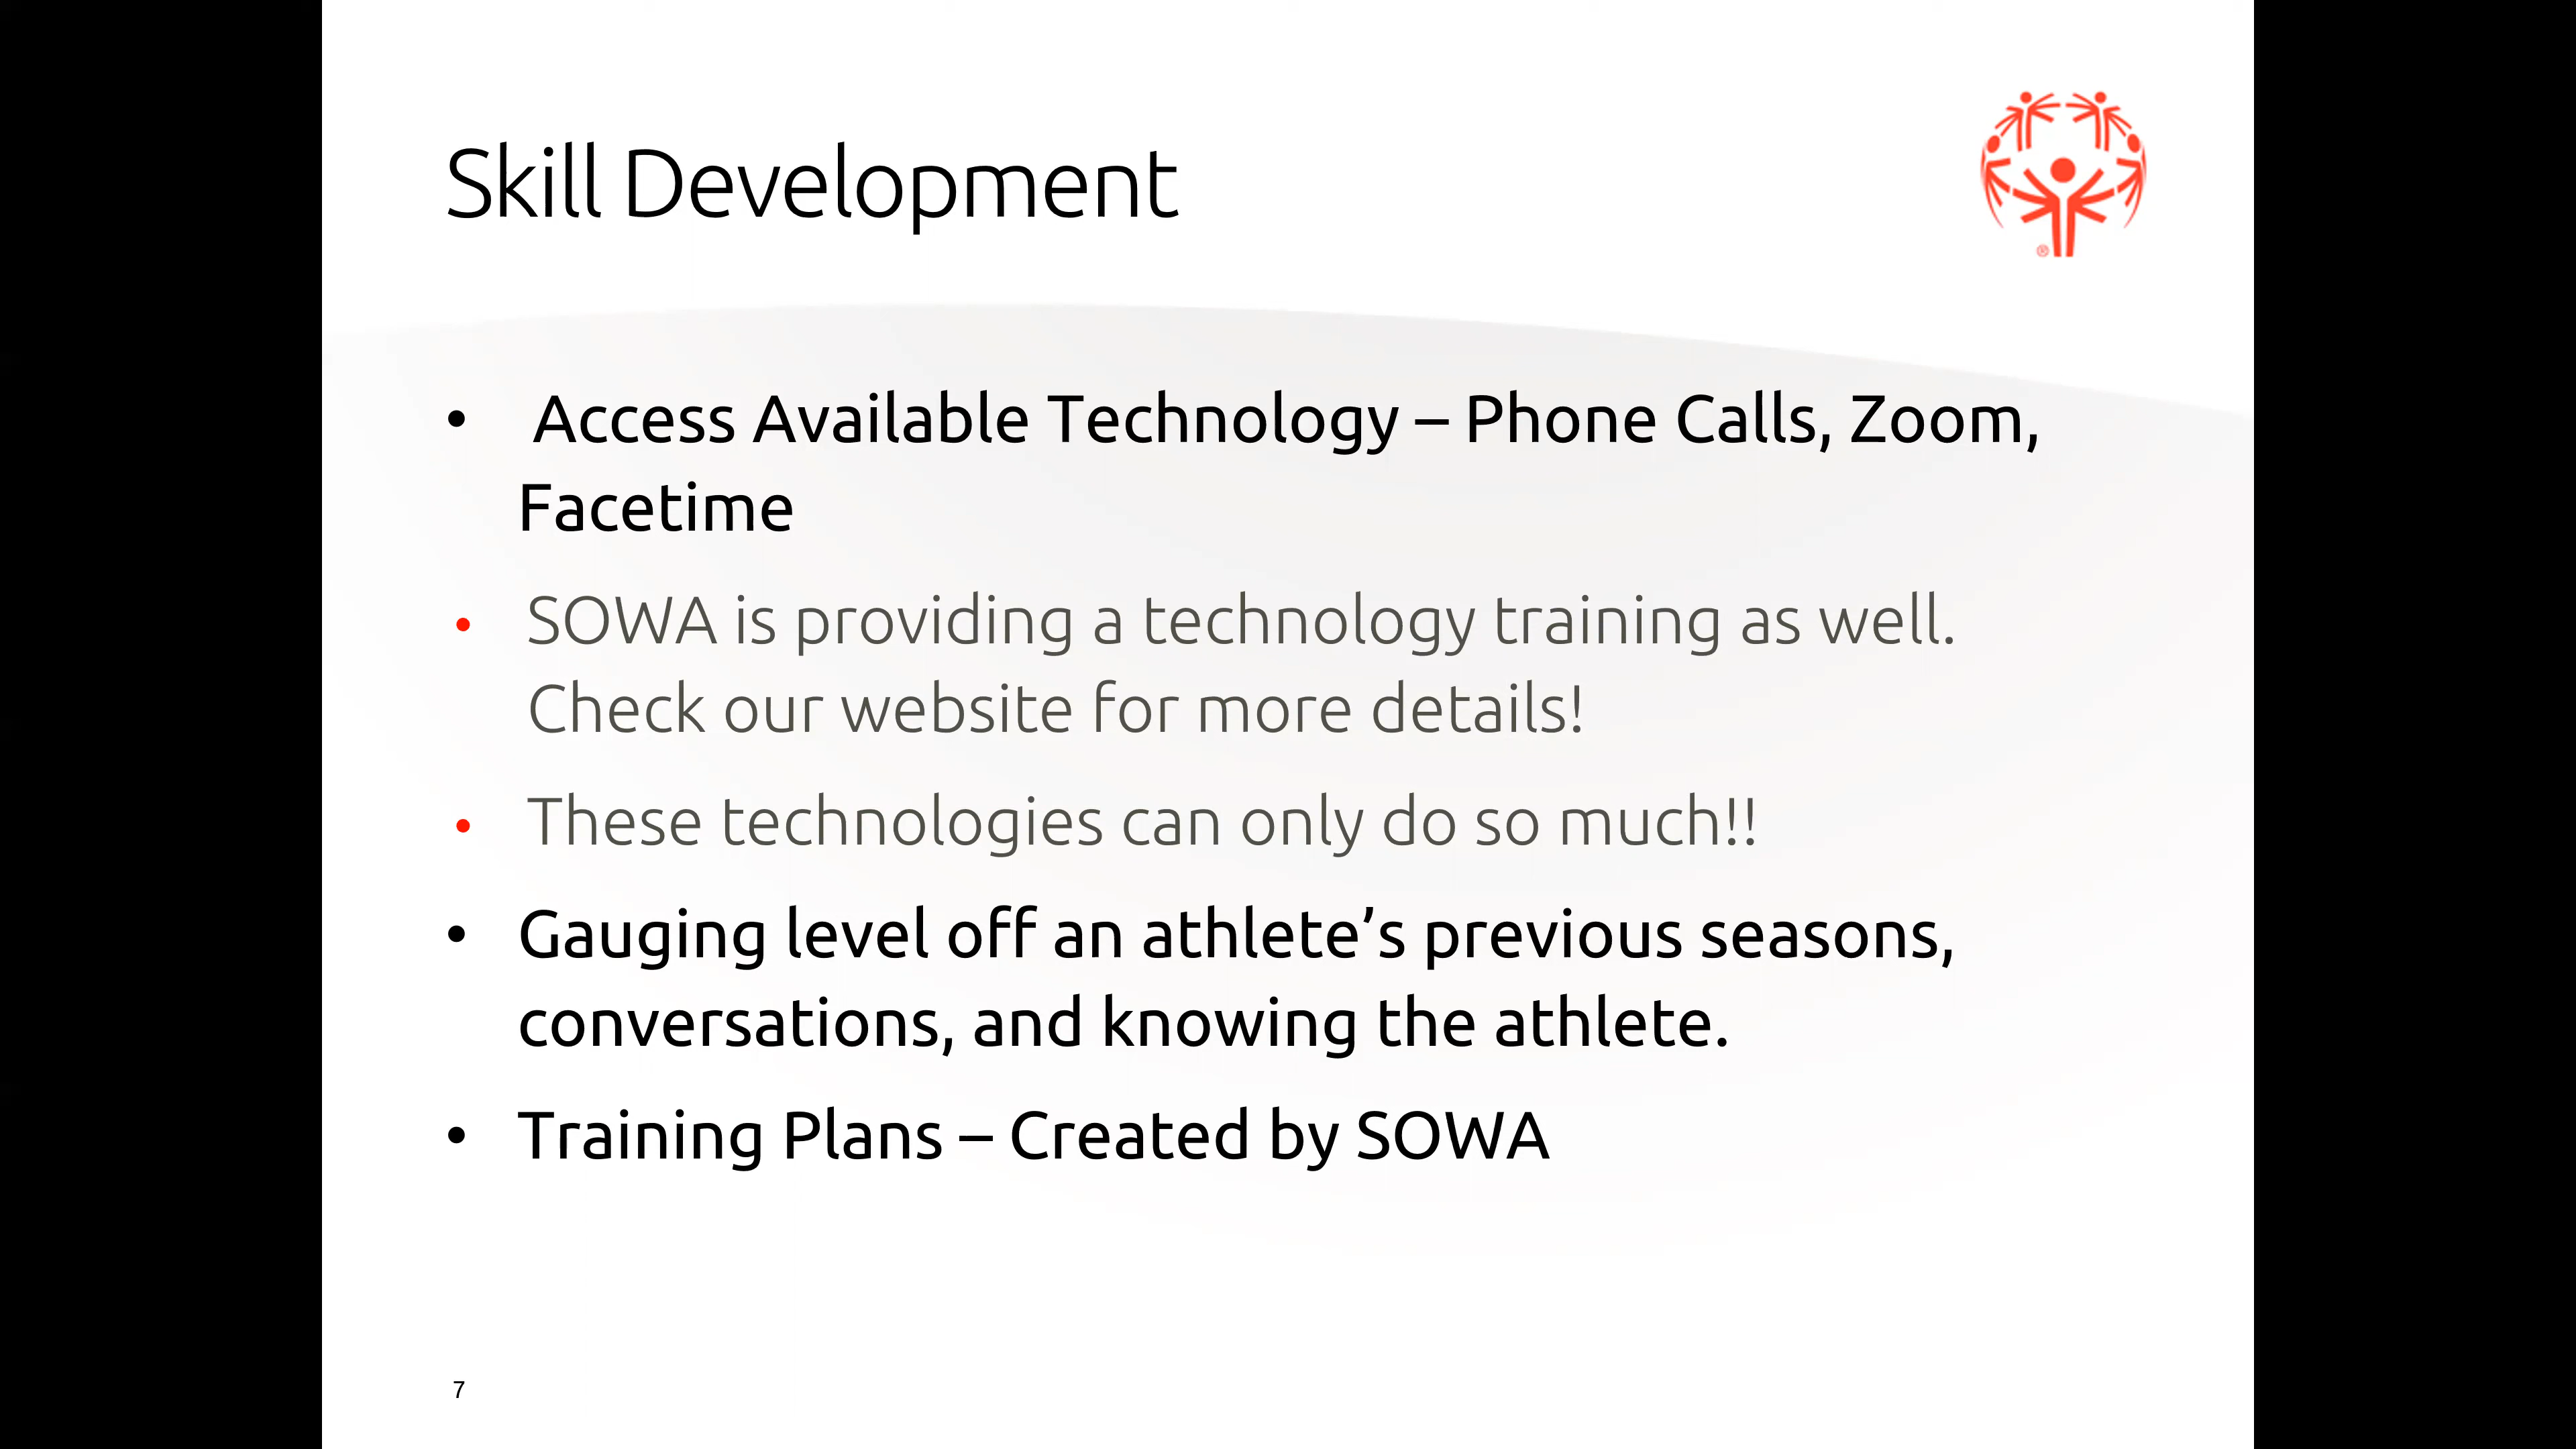 Skill Development
• Access Available Technology – Phone Calls, Zoom,
Facetime
• SOWA is providing a technology training as well.
Check our website for more details!
• These technologies can only do so much!!
• Gauging level off an athlete’s previous seasons,
conversations, and knowing the athlete.
• Training Plans – Created by SOWA
7